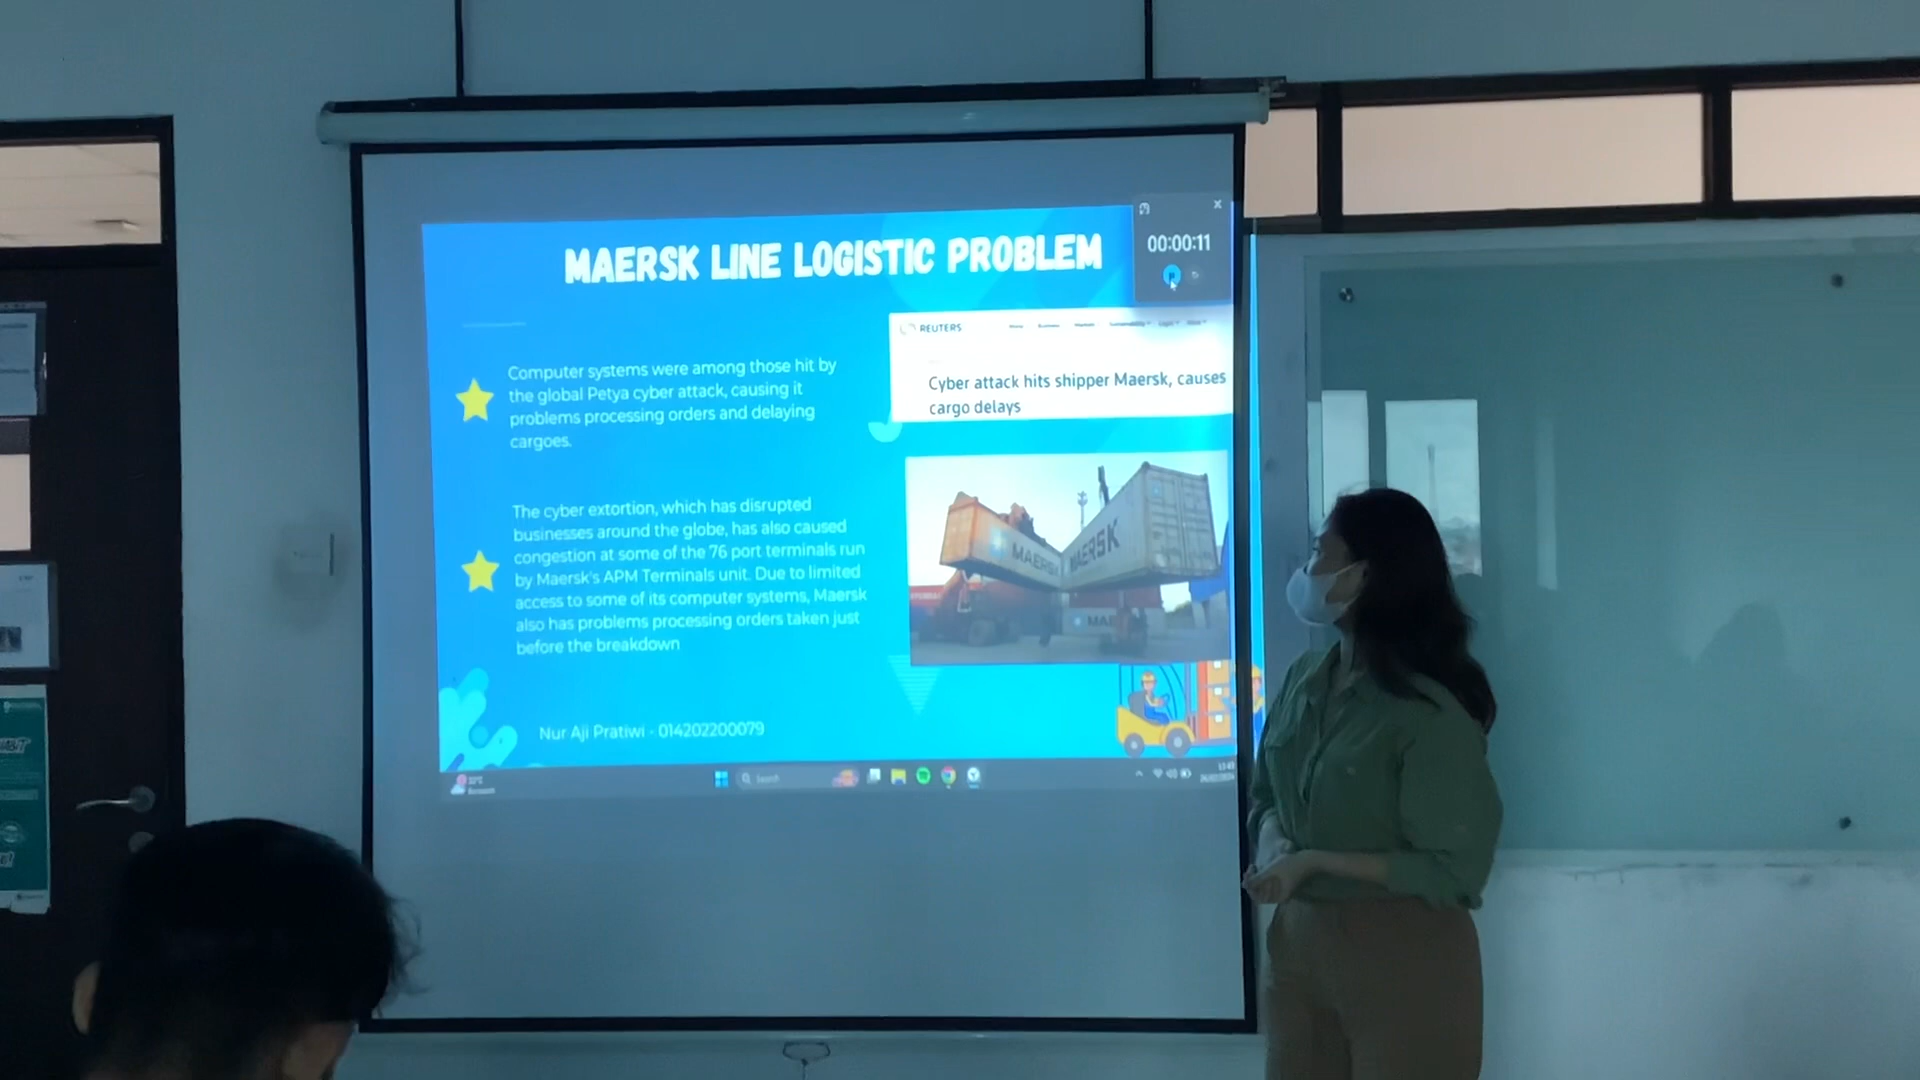 MAERSK LINE LOGISTIC PROBLEM
00:00:11
REUTERS
Cyber attack hits shipper Maersk, causes
cargo delays
Computer systems were among those hit by
the global Petya cyber attack, causing it
problems processing orders and delaying
cargoes.
The cyber extortion, which has disrupted
businesses around the globe, has also caused
congestion at some of the 76 port terminals run
by Maersk's APM Terminals unit. Due to limited
access to some of its computer systems, Maersk
also has problems processing orders taken just
before the breakdown
MAERSK
MAERSK
Nur Aji Pratiwi - 014202200079
Search